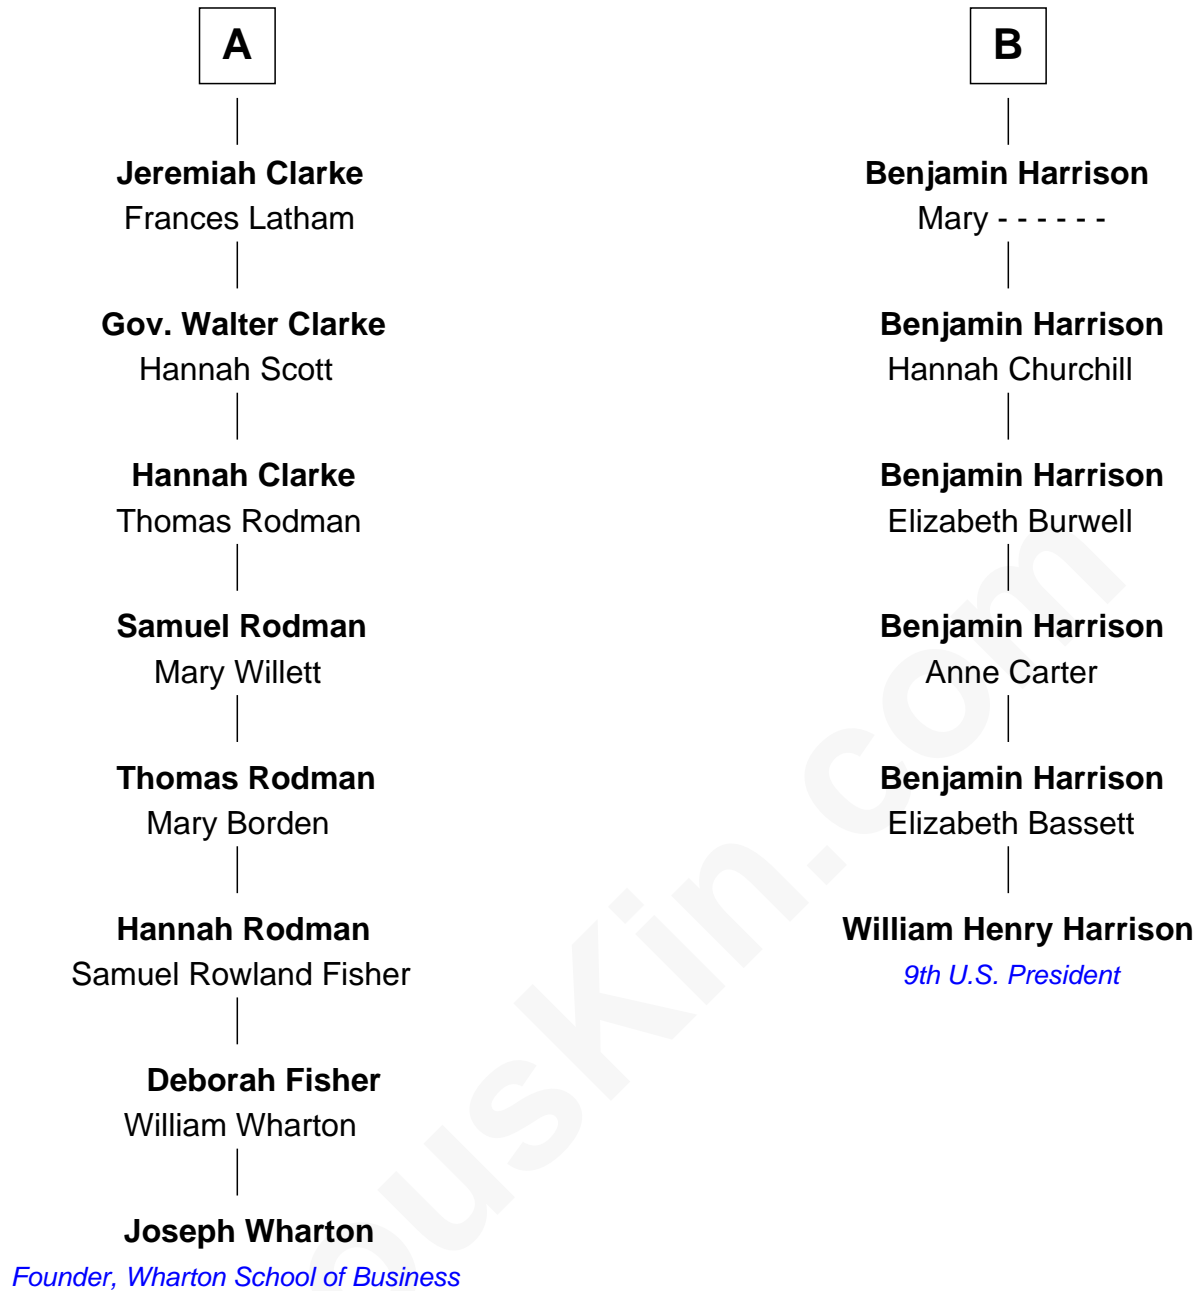 A
Jeremiah Clarke
Frances Latham
Gov. Walter Clarke
Hannah Scott
Hannah Clarke
Thomas Rodman
Samuel Rodman
Mary Willett
Thomas Rodman
Mary Borden
Hannah Rodman
Samuel Rowland Fisher
Deborah Fisher
William Wharton
Joseph Wharton
Founder, Wharton School of Business
B
Benjamin Harrison
Mary - - - - - -
Benjamin Harrison
Hannah Churchill
Benjamin Harrison
Elizabeth Burwell
Benjamin Harrison
Anne Carter
Benjamin Harrison
Elizabeth Bassett
William Henry Harrison
9th U.S. President
ousKin.com